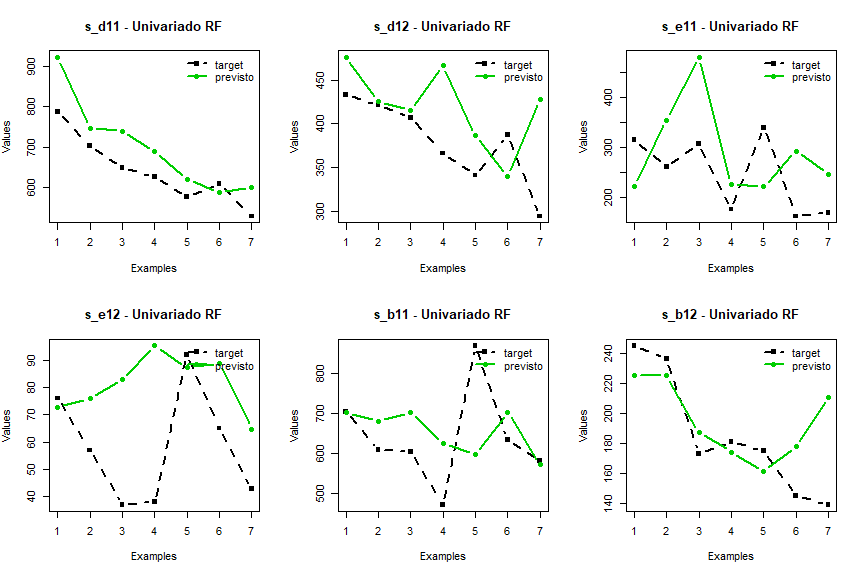 s_d11 - Univariado RF
target
previsto
Values
900
800
700
600
1 2 3 4 5 6 7
Examples
s_d12 - Univariado RF
target
previsto
Values
450
400
350
300
1 2 3 4 5 6 7
Examples
s_e11 - Univariado RF
target
previsto
Values
400
300
200
1 2 3 4 5 6 7
Examples
s_e12 - Univariado RF
target
previsto
Values
90
80
70
60
50
40
1 2 3 4 5 6 7
Examples
s_b11 - Univariado RF
target
previsto
Values
800
700
600
500
1 2 3 4 5 6 7
Examples
s_b12 - Univariado RF
target
previsto
Values
240
220
200
180
160
140
1 2 3 4 5 6 7
Examples